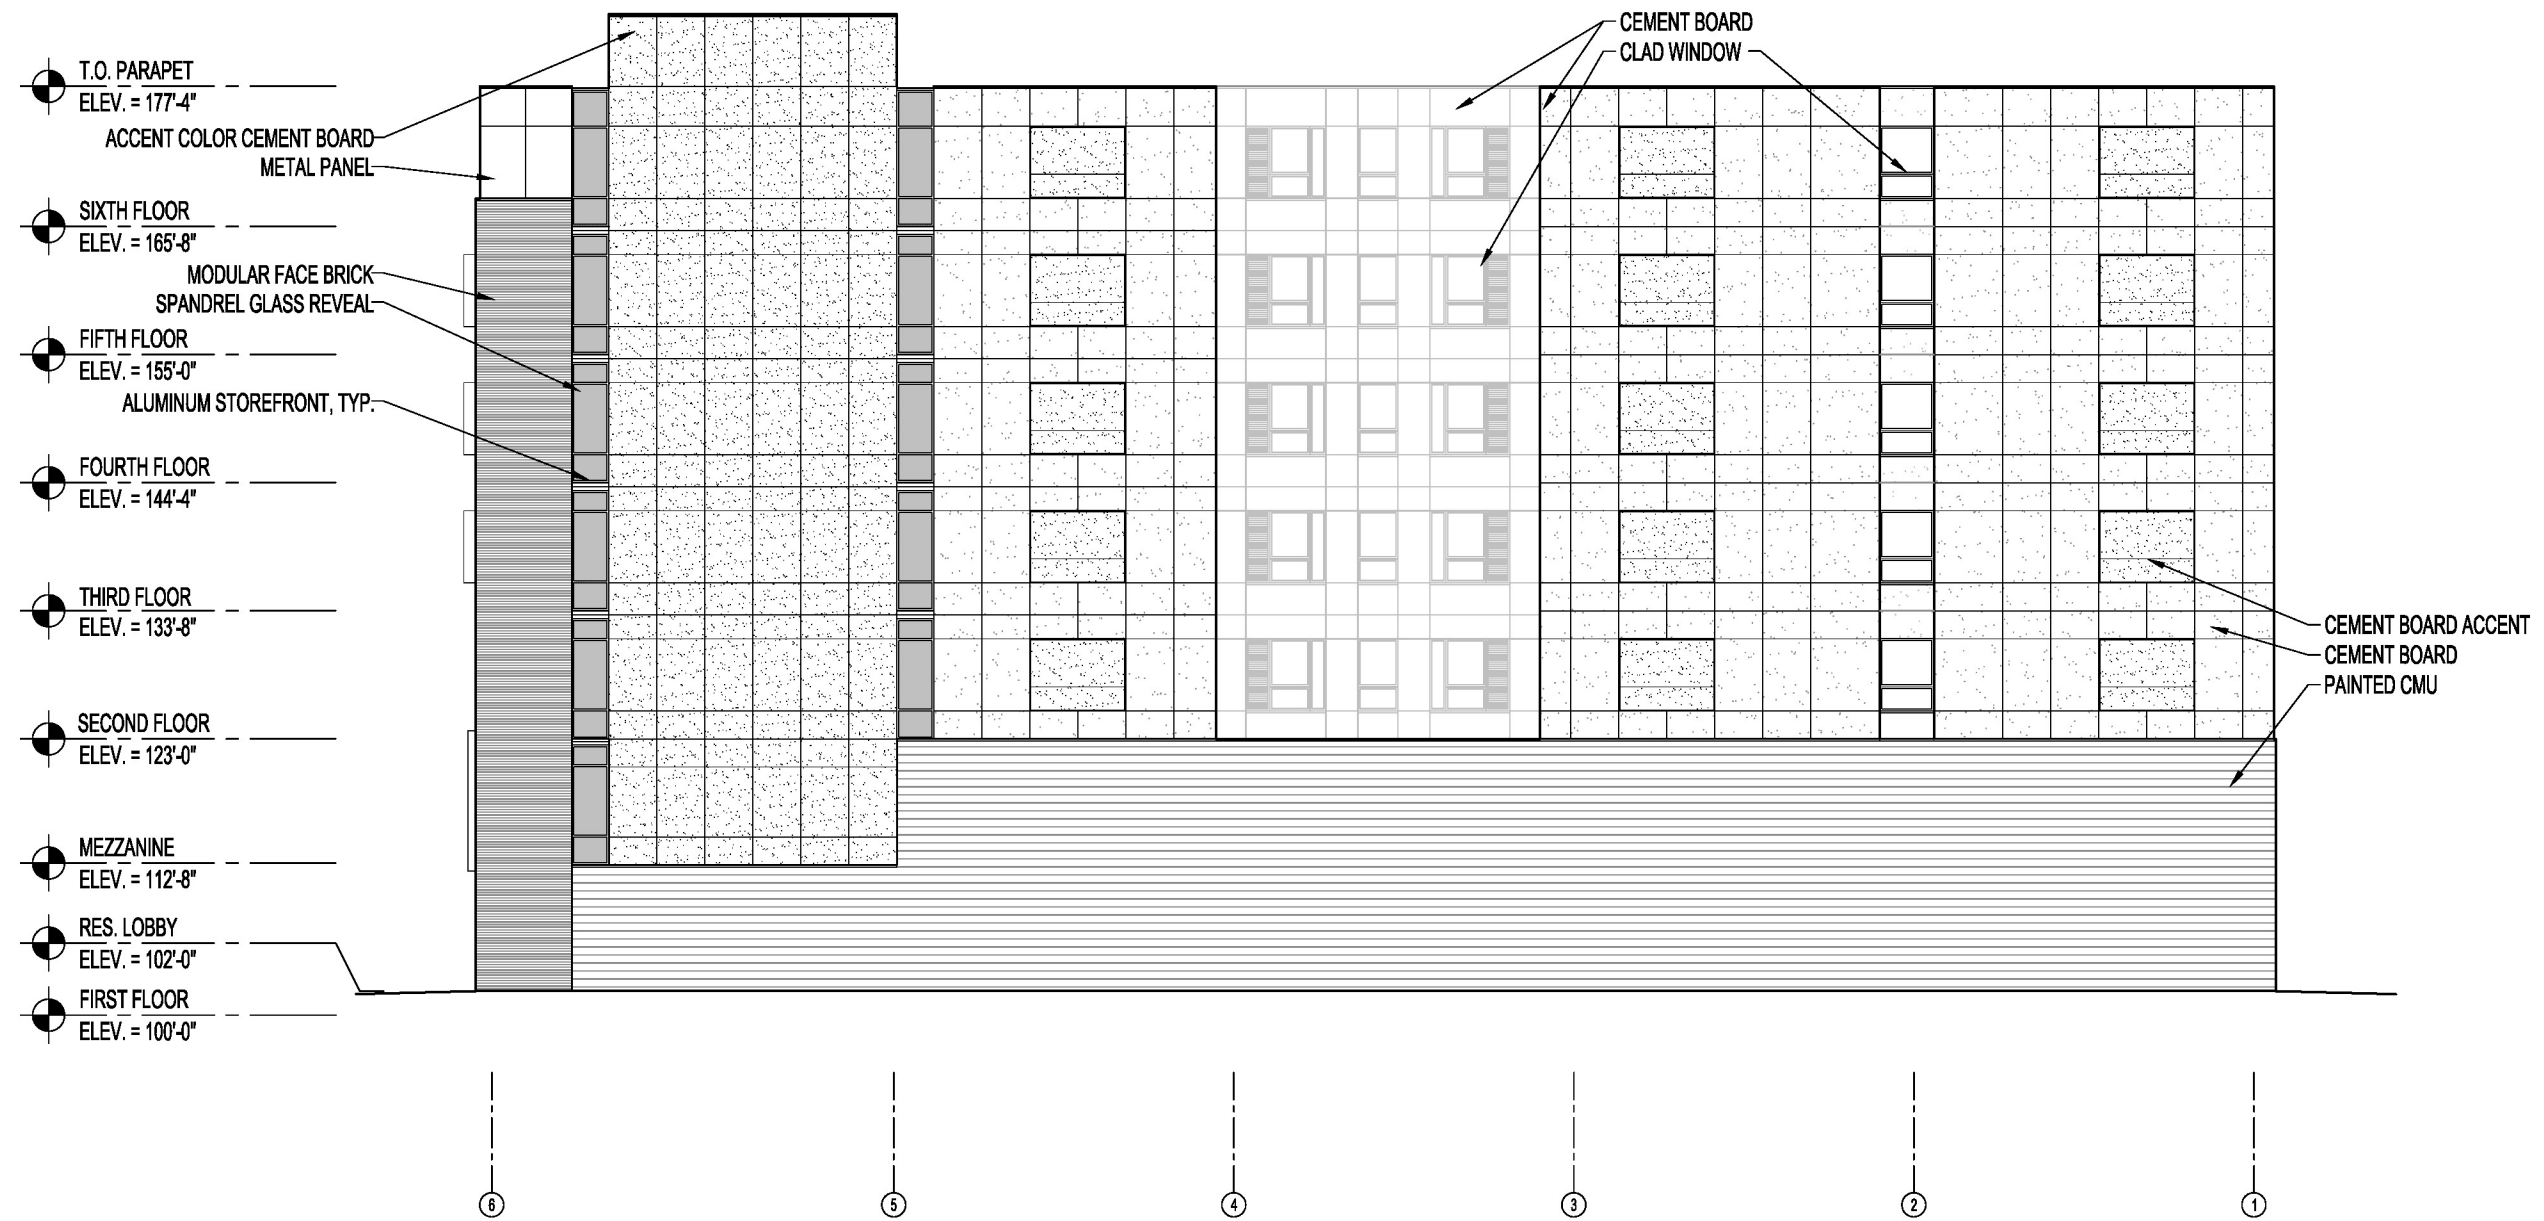 CEMENT BOARD
CLAD WINDOW
T.O. PARAPET
ELEV. = 177'-4"
ACCENT COLOR CEMENT BOARD
METAL PANEL
SIXTH FLOOR
ELEV. = 165'-8"
MODULAR FACE BRICK
SPANDREL GLASS REVEAL
FIFTH FLOOR
ELEV. = 155'-0"
ALUMINUM STOREFRONT, TYP.
FOURTH FLOOR
ELEV. = 144'-4"
THIRD FLOOR
ELEV. = 133'-8"
CEMENT BOARD ACCENT
CEMENT BOARD
PAINTED CMU
SECOND FLOOR
ELEV. = 123'-0"
MEZZANINE
ELEV. = 112'-8"
RES. LOBBY
ELEV. = 102'-0"
FIRST FLOOR
ELEV. = 100'-0"
6 5 4 3 2 1